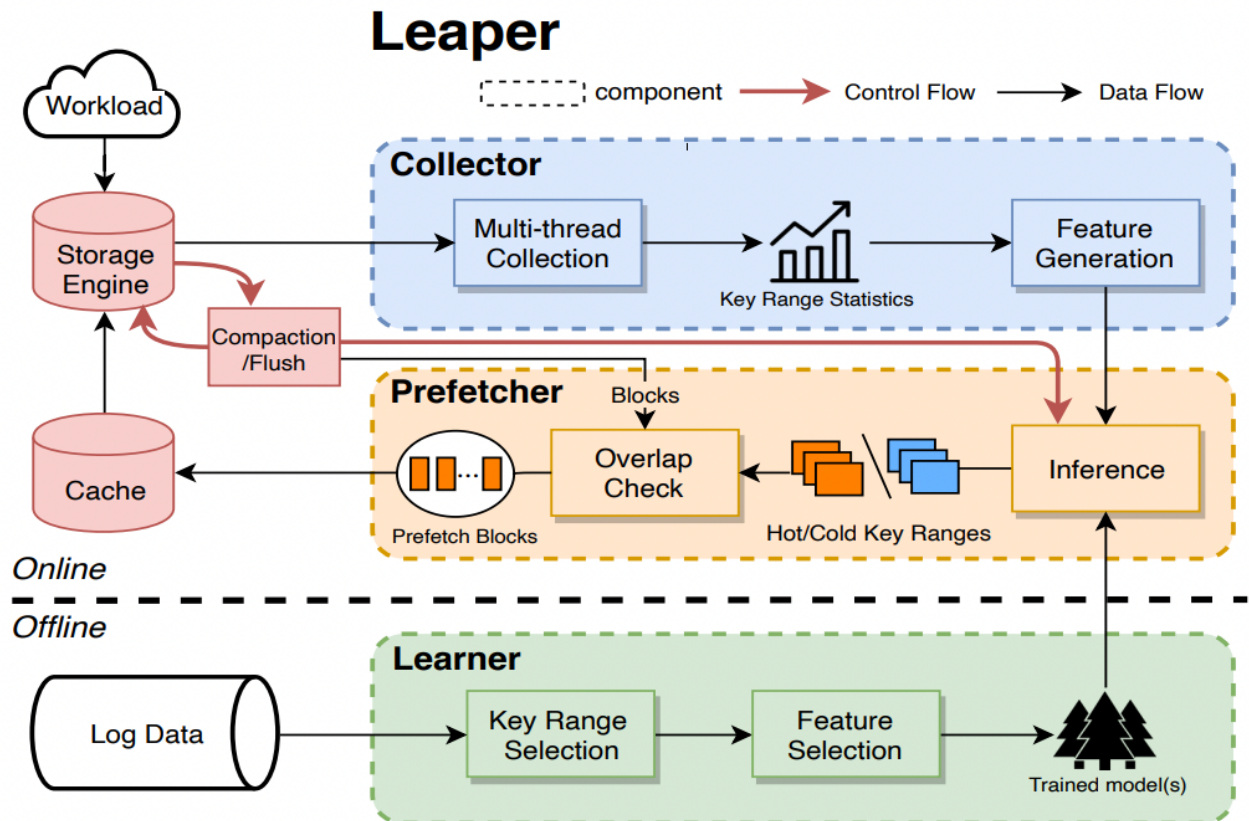 Leaper
component
Control Flow
Data Flow
Workload
Collector
Storage
Engine
Multi-thread
Collection
Key Range Statistics
Feature
Generation
Compaction
/Flush
Prefetcher
Blocks
Cache
Prefetch Blocks
...
Overlap
Check
Hot/Cold Key Ranges
Inference
Online
Offline
Learner
Log Data
Key Range
Selection
Feature
Selection
Trained model(s)